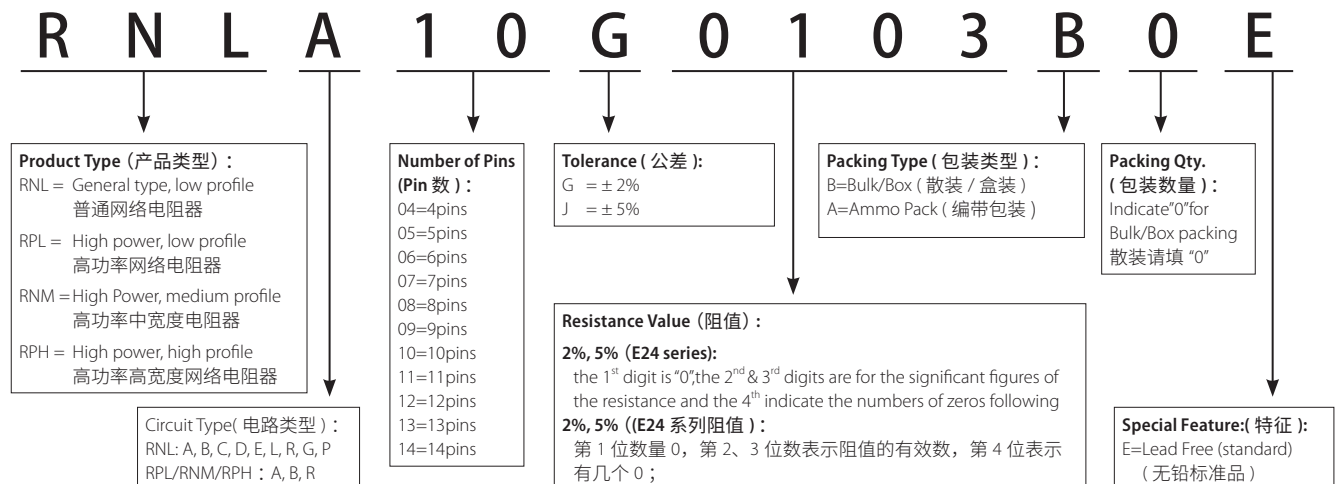 R N L A 1 0 G 0 1 0 3 B 0 E
Product Type（产品类型）：
RNL = General type, low profile
普通网络电阻器
RPL = High power, low profile
高功率网络电阻器
RNM = High Power, medium profile
高功率中宽度电阻器
RPH = High power, high profile
高功率高宽度网络电阻器
Circuit Type( 电路类型 )：
RNL: A, B, C, D, E, L, R, G, P
RPL/RNM/RPH：A, B, R
Number of Pins
(Pin 数 )：
04=4pins
05=5pins
06=6pins
07=7pins
08=8pins
09=9pins
10=10pins
11=11pins
12=12pins
13=13pins
14=14pins
Tolerance ( 公差 ):
G = ± 2%
J = ± 5%
Resistance Value（阻值）:
2%, 5%（E24 series):
the 1st digit is “0”,the 2nd & 3rd digits are for the significant figures of
the resistance and the 4th indicate the numbers of zeros following
2%, 5%（(E24 系列阻值 )：
第 1 位数量 0，第 2、3 位数表示阻值的有效数，第 4 位表示
有几个 0；
Packing Type ( 包装类型 )：
B=Bulk/Box ( 散装 / 盒装 )
A=Ammo Pack ( 编带包装 )
Packing Qty.
( 包装数量 )：
Indicate"0"for
Bulk/Box packing
散装请填 “0”
Special Feature:( 特征 ):
E=Lead Free (standard)
( 无铅标准品 )